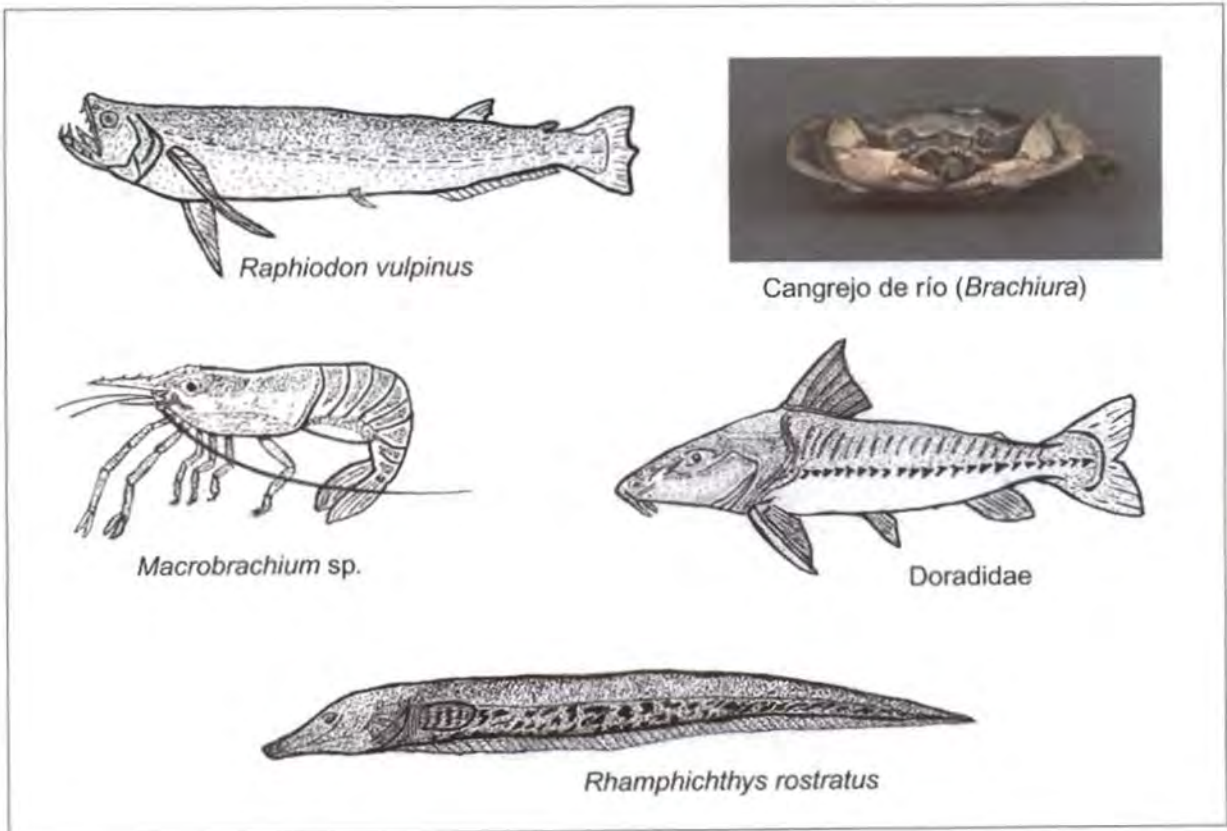 Raphiodon vulpinus
Cangrejo de río (Brachiura)
Macrobrachium sp.
Doradidae
Rhamphichthys rostratus